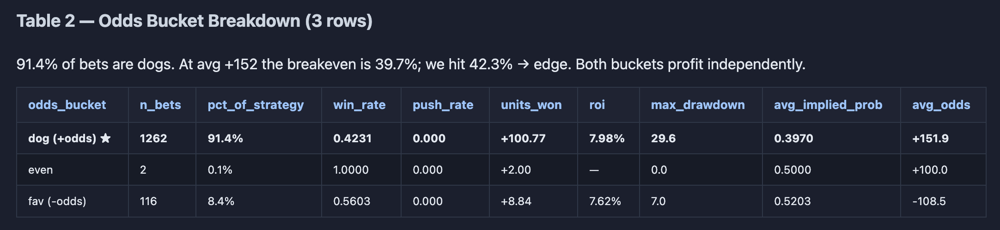 Table 2 — Odds Bucket Breakdown (3 rows)
91.4% of bets are dogs. At avg +152 the breakeven is 39.7%; we hit 42.3% → edge. Both buckets profit independently.
odds_bucket n_bets pct_of_strategy win_rate push_rate units_won roi max_drawdown avg_implied_prob avg_odds
dog (+odds) ★ 1262 91.4% 0.4231 0.000 +100.77 7.98% 29.6 0.3970 +151.9
even 2 0.1% 1.0000 0.000 +2.00 — 0.0 0.5000 +100.0
fav (-odds) 116 8.4% 0.5603 0.000 +8.84 7.62% 7.0 0.5203 -108.5